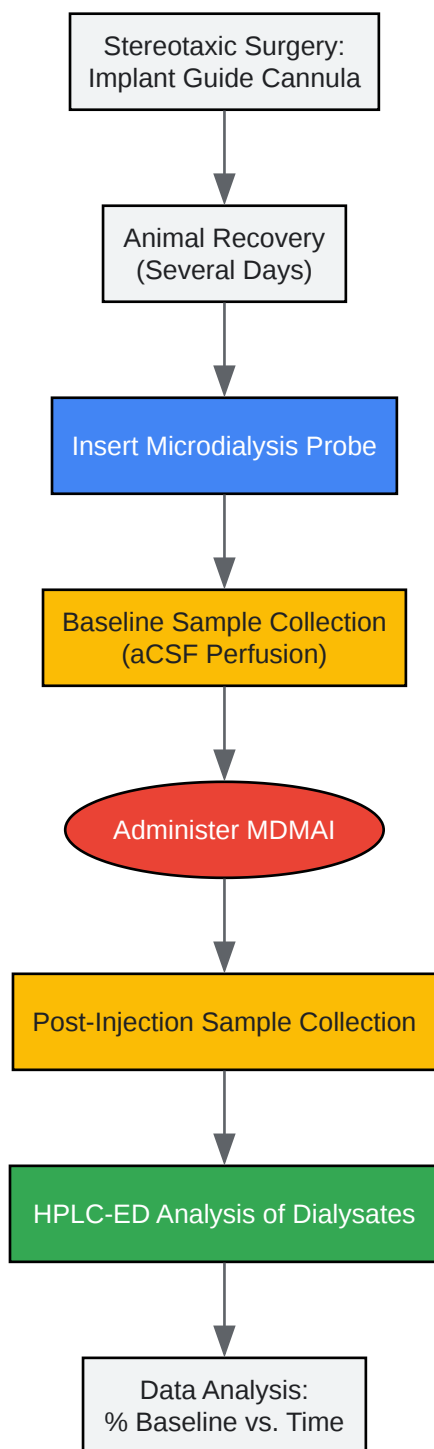 Stereotaxic Surgery:
Implant Guide Cannula
Animal Recovery
(Several Days)
Insert Microdialysis Probe
Baseline Sample Collection
(aCSF Perfusion)
Administer MDMAI
Post-Injection Sample Collection
HPLC-ED Analysis of Dialysates
Data Analysis:
% Baseline vs. Time